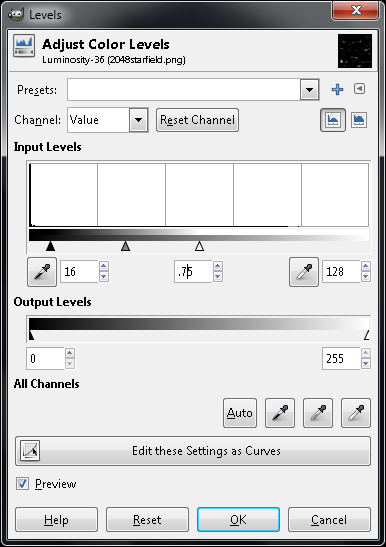 Levels
Adjust Color Levels
Luminosity-36 (2048starfield.png)
Presets:
Channel: Value Reset Channel
Input Levels
16 .75 128
Output Levels
0 255
All Channels
Auto
Edit these Settings as Curves
Preview
Help Reset OK Cancel